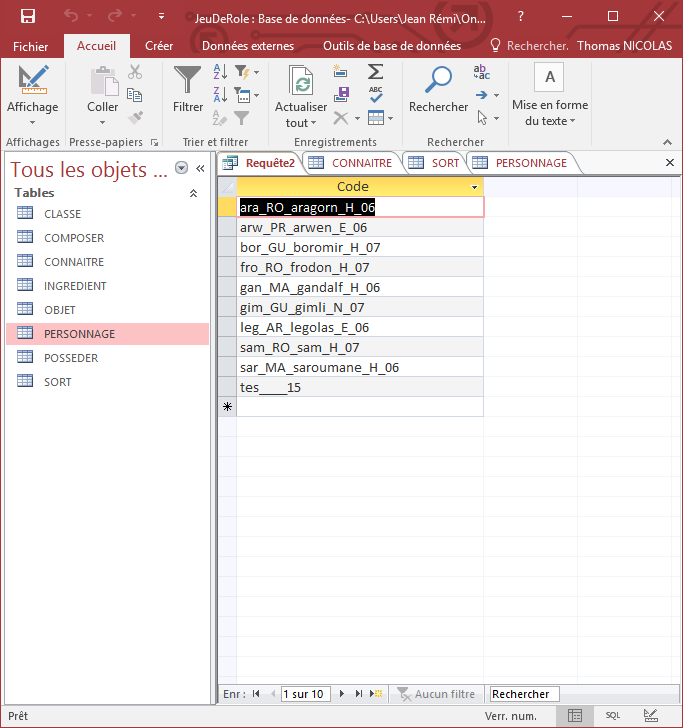 JeuDeRole : Base de données- C:\Users\Jean Rémi\On...
Fichier Accueil Créer Données externes Outils de base de données Rechercher. Thomas NICOLAS
Affichage Coller Filtrer Actualiser tout Rechercher Mise en forme du texte
Affichages Presse-papiers Trier et filtrer Enregistrements Rechercher
Tous les objets ...
Tables
CLASSE
COMPOSER
CONNAITRE
INGREDIENT
OBJET
PERSONNAGE
POSSEDER
SORT
Requête2 CONNAITRE SORT PERSONNAGE
Code
ara_RO_aragorn_H_06
arw_PR_arwen_E_06
bor_GU_boromir_H_07
fro_RO_frodon_H_07
gan_MA_gandalf_H_06
gim_GU_gimli_N_07
leg_AR_legolas_E_06
sam_RO_sam_H_07
sar_MA_saroumane_H_06
tes____15
Enr : 1 sur 10 Aucun filtre Rechercher
Prêt Verr. num. SQL